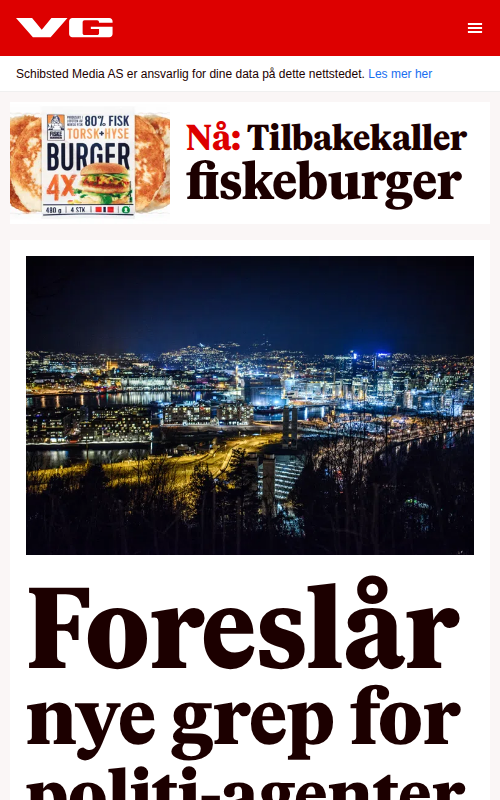 VG
Schibsted Media AS er ansvarlig for dine data på dette nettstedet. Les mer her
80% FISK
TORSK+HYSE
BURGER
4X
480 g | 4 STK
Nå: Tilbakekaller
fiskeburger
Foreslår
nye grep for
politi-agenter